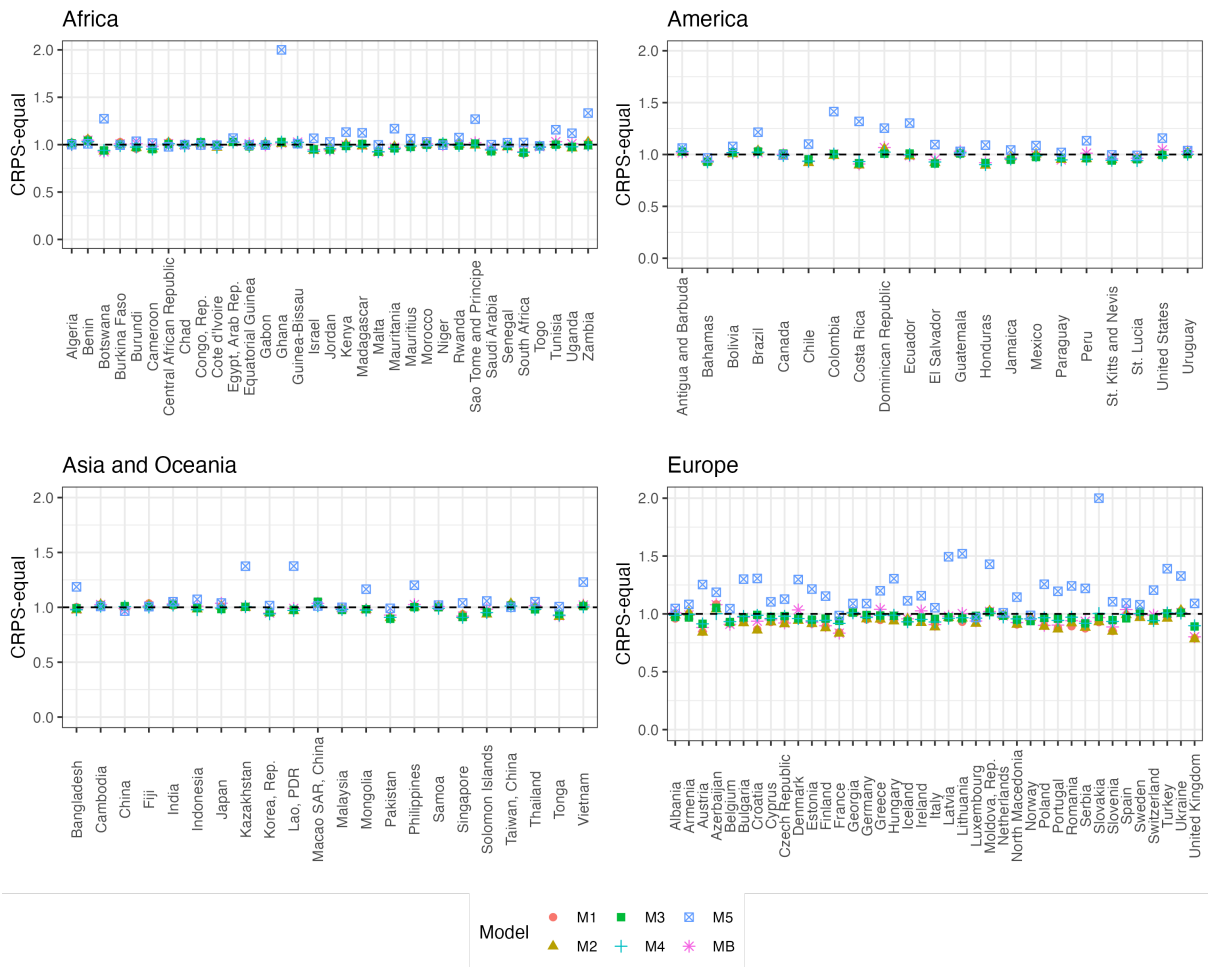 Africa
CRPS-equal
2.0
1.5
1.0
0.5
0.0
Algeria
Benin
Botswana
Burkina Faso
Burundi
Cameroon
Central African Republic
Chad
Congo, Rep.
Cote d'Ivoire
Egypt, Arab Rep.
Equatorial Guinea
Gabon
Ghana
Guinea-Bissau
Israel
Jordan
Kenya
Madagascar
Malta
Mauritania
Mauritius
Morocco
Niger
Rwanda
Sao Tome and Principe
Saudi Arabia
Senegal
South Africa
Togo
Tunisia
Uganda
Zambia
America
CRPS-equal
2.0
1.5
1.0
0.5
0.0
Antigua and Barbuda
Bahamas
Bolivia
Brazil
Canada
Chile
Colombia
Costa Rica
Dominican Republic
Ecuador
El Salvador
Guatemala
Honduras
Jamaica
Mexico
Paraguay
Peru
St. Kitts and Nevis
St. Lucia
United States
Uruguay
Asia and Oceania
CRPS-equal
2.0
1.5
1.0
0.5
0.0
Bangladesh
Cambodia
China
Fiji
India
Indonesia
Japan
Kazakhstan
Korea, Rep.
Lao, PDR
Macao SAR, China
Malaysia
Mongolia
Pakistan
Philippines
Samoa
Singapore
Solomon Islands
Taiwan, China
Thailand
Tonga
Vietnam
Europe
CRPS-equal
2.0
1.5
1.0
0.5
0.0
Albania
Armenia
Austria
Azerbaijan
Belgium
Bulgaria
Croatia
Cyprus
Czech Republic
Denmark
Estonia
Finland
France
Georgia
Germany
Greece
Hungary
Iceland
Ireland
Italy
Latvia
Lithuania
Luxembourg
Moldova, Rep.
Netherlands
North Macedonia
Norway
Poland
Portugal
Romania
Serbia
Slovakia
Slovenia
Spain
Sweden
Switzerland
Turkey
Ukraine
United Kingdom
Model
M1 M3 M5
M2 M4 MB